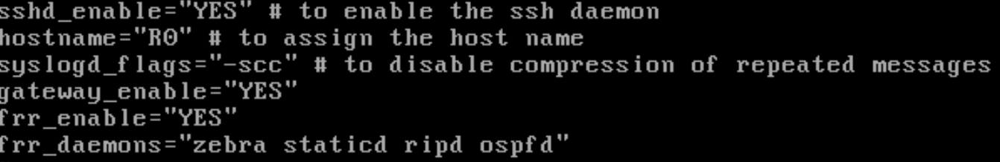 sshd_enable="YES" # to enable the ssh daemon
hostname="R0" # to assign the host name
syslogd_flags="-scc" # to disable compression of repeated messages
gateway_enable="YES"
frr_enable="YES"
frr_daemons="zebra staticd ripd ospfd"